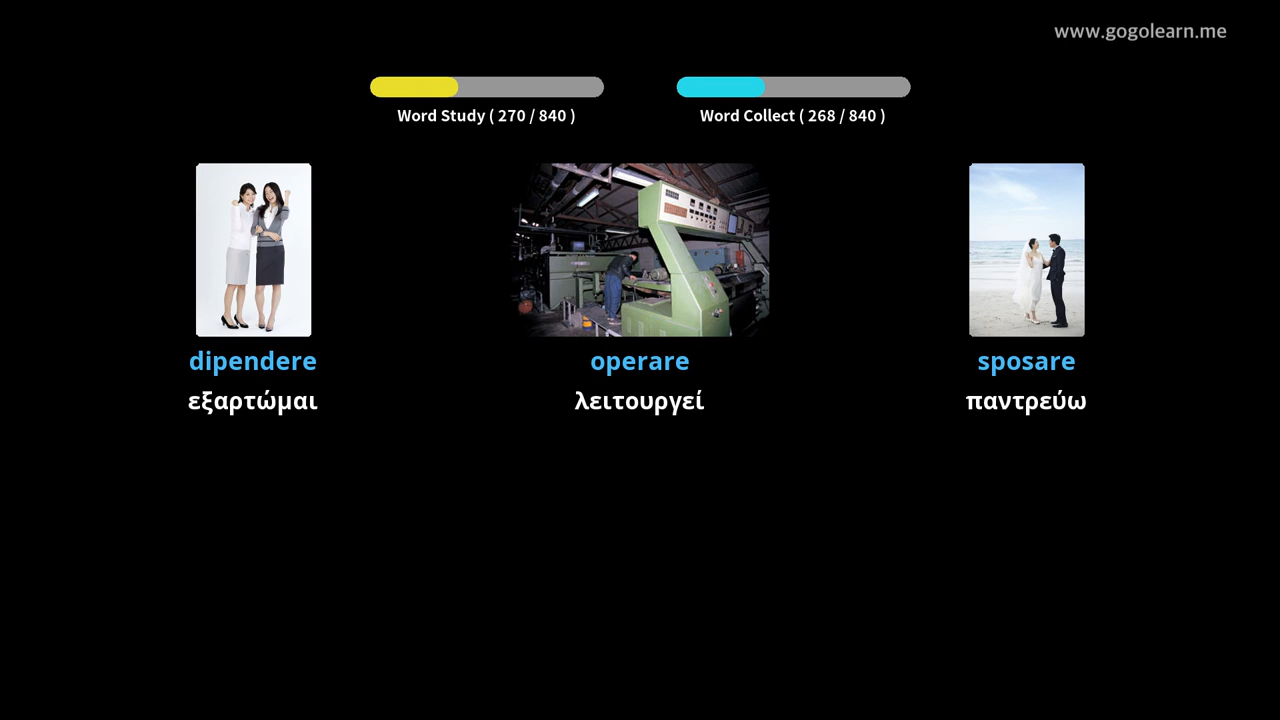 www.gogolearn.me
Word Study ( 270 / 840 )
Word Collect ( 268 / 840 )
dipendere
operare
sposare
εξαρτώμαι
λειτουργεί
παντρεύω